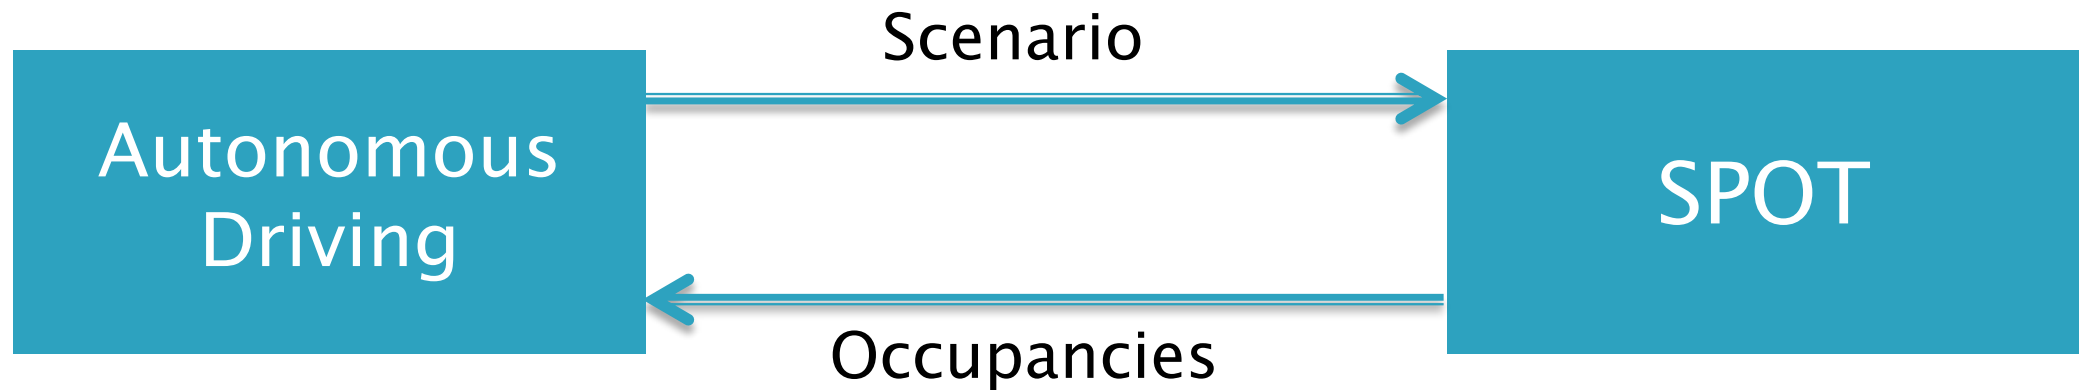 Scenario
Autonomous
Driving
SPOT
Occupancies